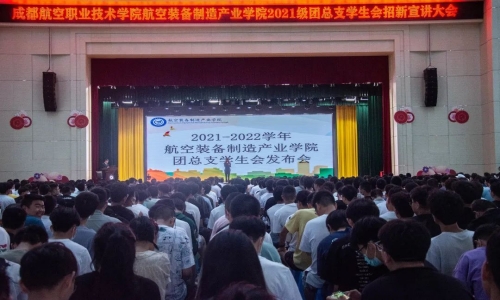 成都航空职业技术学院航空装备制造产业学院2021级团总支学生会招新宣讲大会
2021-2022学年
航空装备制造产业学院
团总支学生会发布会